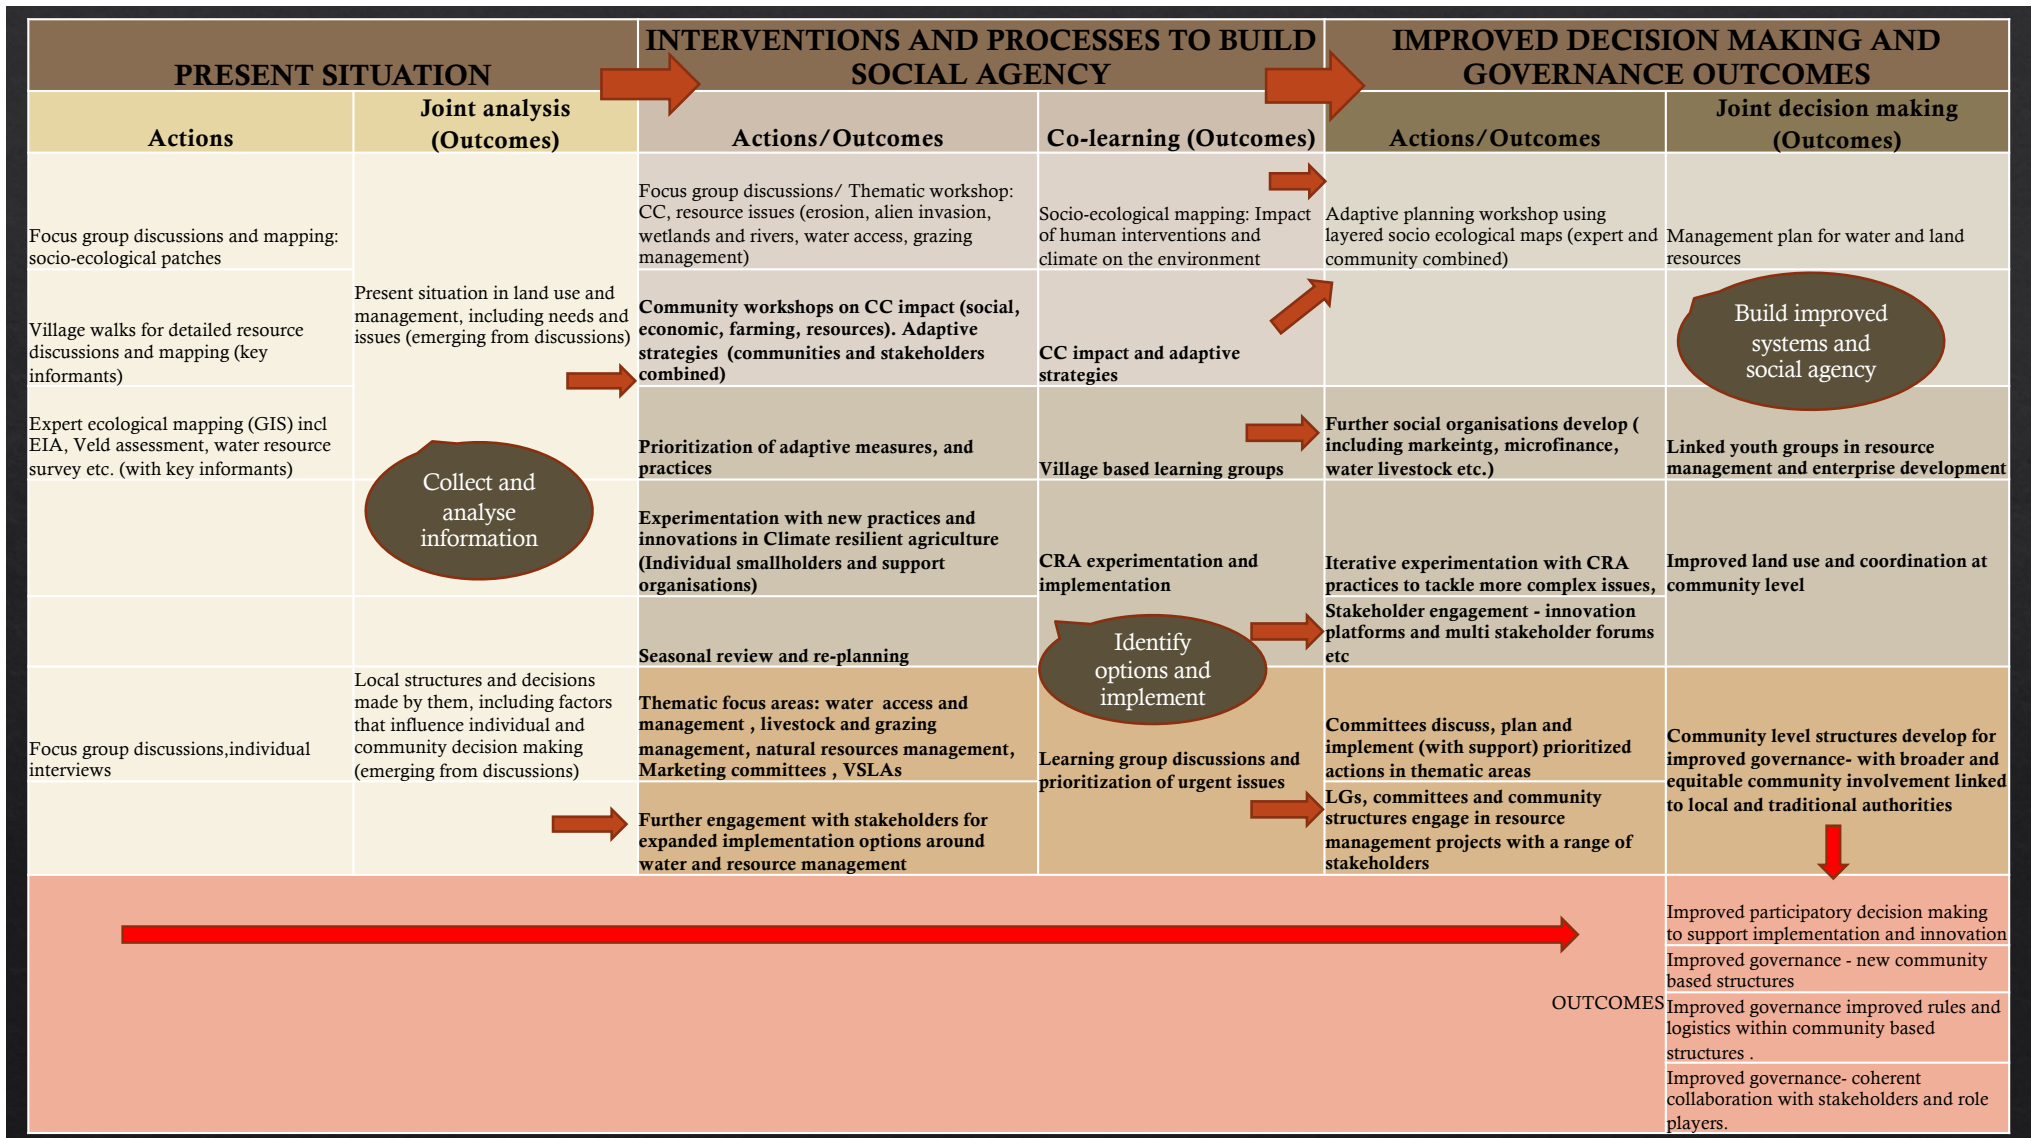 PRESENT SITUATION
INTERVENTIONS AND PROCESSES TO BUILD
SOCIAL AGENCY
IMPROVED DECISION MAKING AND
GOVERNANCE OUTCOMES
Actions
Joint analysis
(Outcomes)
Actions/Outcomes
Co-learning (Outcomes)
Actions/Outcomes
Joint decision making
(Outcomes)
Focus group discussions and mapping:
socio-ecological patches
Present situation in land use and
management, including needs and
issues (emerging from discussions)
Focus group discussions/ Thematic workshop:
CC, resource issues (erosion, alien invasion,
wetlands and rivers, water access, grazing
management)
Socio-ecological mapping: Impact
of human interventions and
climate on the environment
Adaptive planning workshop using
layered socio ecological maps (expert and
community combined)
Management plan for water and land
resources
Village walks for detailed resource
discussions and mapping (key
informants)
Community workshops on CC impact (social,
economic, farming, resources). Adaptive
strategies (communities and stakeholders
combined)
CC impact and adaptive
strategies
Build improved
systems and
social agency
Expert ecological mapping (GIS) incl
EIA, Veld assessment, water resource
survey etc. (with key informants)
Collect and
analyse
information
Prioritization of adaptive measures, and
practices
Village based learning groups
Further social organisations develop (
including markeintg, microfinance,
water livestock etc.)
Linked youth groups in resource
management and enterprise development
Experimentation with new practices and
innovations in Climate resilient agriculture
(Individual smallholders and support
organisations)
CRA experimentation and
implementation
Iterative experimentation with CRA
practices to tackle more complex issues,
Improved land use and coordination at
community level
Seasonal review and re-planning
Identify
options and
implement
Stakeholder engagement - innovation
platforms and multi stakeholder forums
etc
Focus group discussions,individual
interviews
Local structures and decisions
made by them, including factors
that influence individual and
community decision making
(emerging from discussions)
Thematic focus areas: water access and
management , livestock and grazing
management, natural resources management,
Marketing committees , VSLAs
Learning group discussions and
prioritization of urgent issues
Committees discuss, plan and
implement (with support) prioritized
actions in thematic areas
Community level structures develop for
improved governance- with broader and
equitable community involvement linked
to local and traditional authorities
Further engagement with stakeholders for
expanded implementation options around
water and resource management
LGs, committees and community
structures engage in resource
management projects with a range of
stakeholders
OUTCOMES
Improved participatory decision making
to support implementation and innovation
Improved governance - new community
based structures
Improved governance improved rules and
logistics within community based
structures .
Improved governance- coherent
collaboration with stakeholders and role
players.